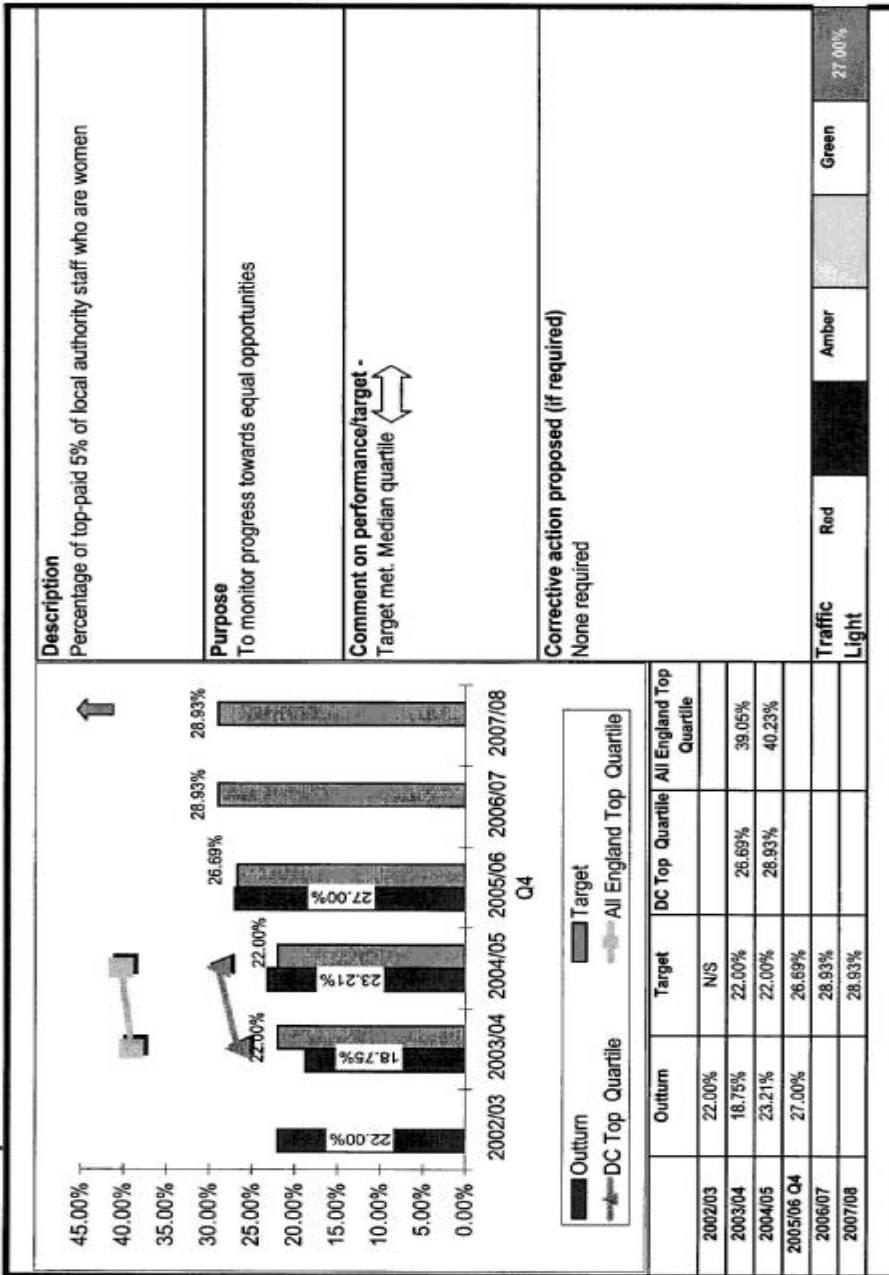 45.00%
40.00%
35.00%
30.00%
25.00%
20.00%
15.00%
10.00%
5.00%
0.00%
22.00%
22.00%
18.75%
22.00%
23.21%
26.69%
27.00%
28.93%
28.93%
2002/03 2003/04 2004/05 2005/06 2006/07 2007/08
Q4
Outturn Target
DC Top Quartile All England Top Quartile
Outturn Target DC Top Quartile All England Top
Quartile
2002/03 22.00% N/S
2003/04 18.75% 22.00% 26.69% 39.05%
2004/05 23.21% 22.00% 28.93% 40.23%
2005/06 Q4 27.00% 26.69%
2006/07 28.93%
2007/08 28.93%
Description
Percentage of top-paid 5% of local authority staff who are women
Purpose
To monitor progress towards equal opportunities
Comment on performance/target -
Target met. Median quartile
Corrective action proposed (if required)
None required
Traffic Red Amber Green 27.00%
Light